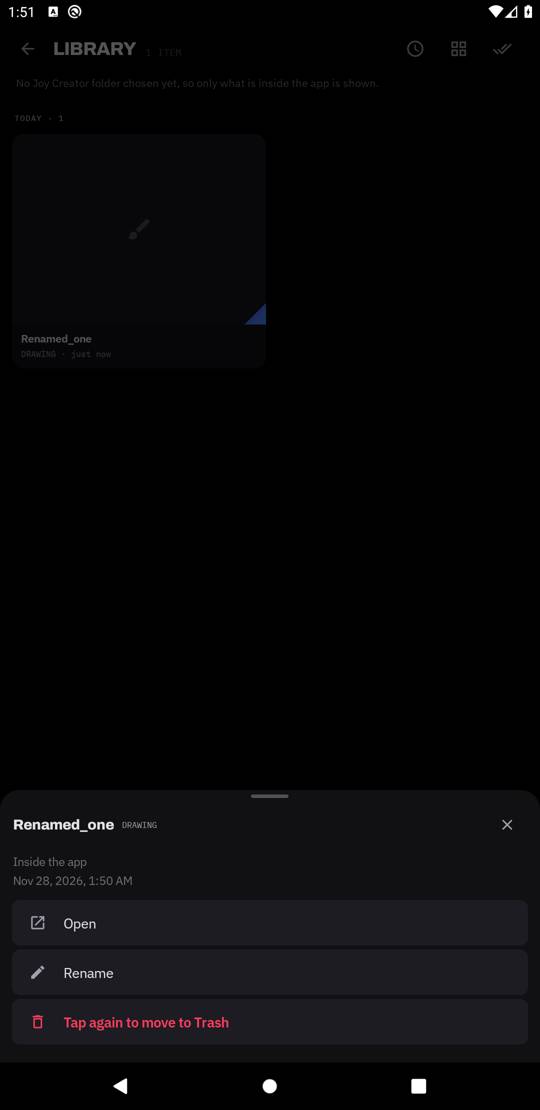 1:51
LIBRARY 1 ITEM
No Joy Creator folder chosen yet, so only what is inside the app is shown.
TODAY · 1
Renamed_one
DRAWING · just now
Renamed_one DRAWING
Inside the app
Nov 28, 2026, 1:50 AM
Open
Rename
Tap again to move to Trash